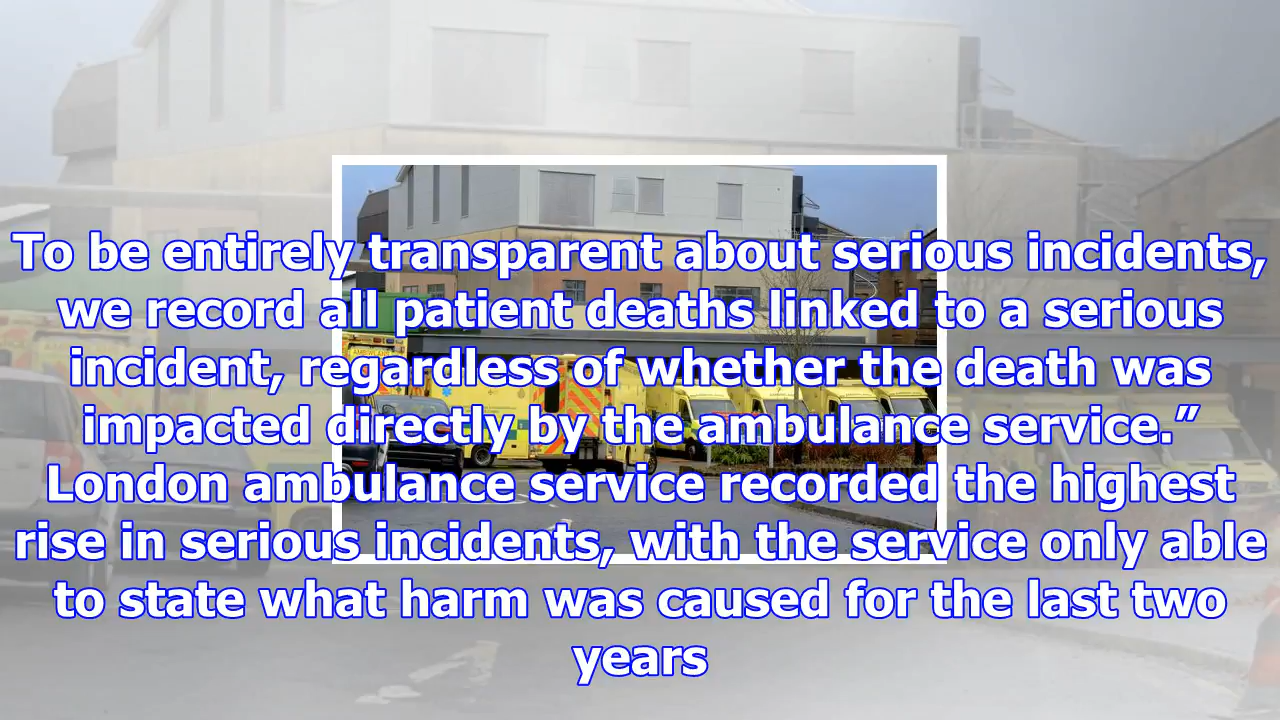 To be entirely transparent about serious incidents,
we record all patient deaths linked to a serious
incident, regardless of whether the death was
impacted directly by the ambulance service.”
London ambulance service recorded the highest
rise in serious incidents, with the service only able
to state what harm was caused for the last two
years